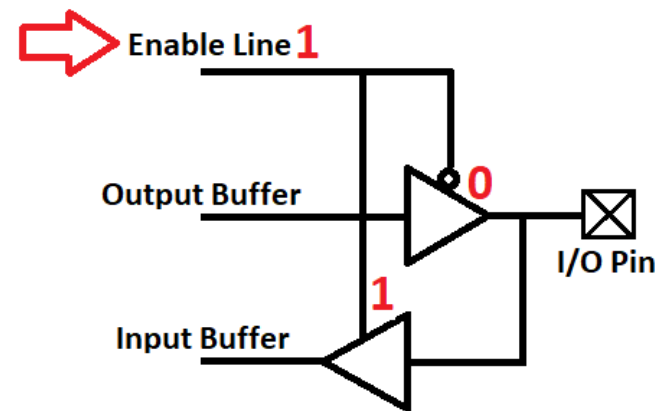 Enable Line 1
0
Output Buffer
I/O Pin
1
Input Buffer